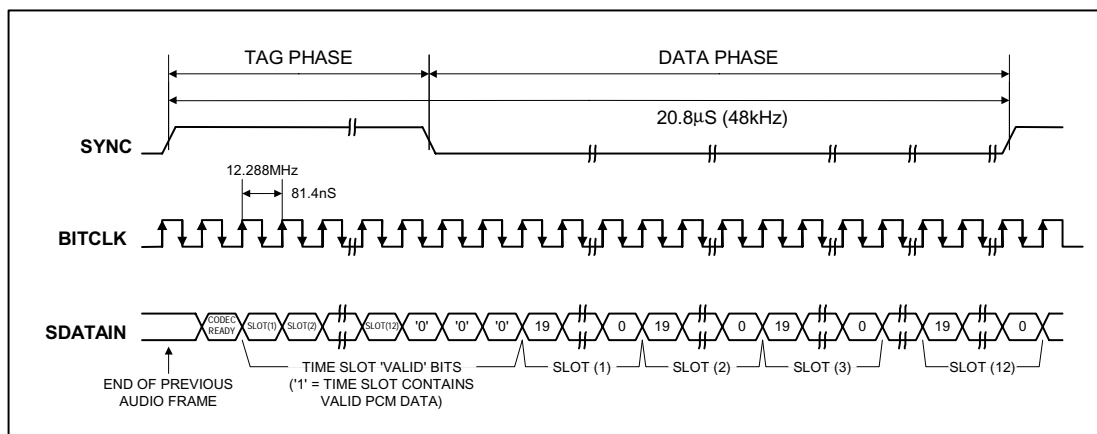 TAG PHASE
DATA PHASE
20.8μS (48kHz)
SYNC
12.288MHz
81.4nS
BITCLK
SDATAIN
CODEC
READY
SLOT(1)
SLOT(2)
SLOT(12)
'0'
'0'
'0'
19
0
19
0
19
0
19
0
END OF PREVIOUS
AUDIO FRAME
TIME SLOT 'VALID' BITS
('1' = TIME SLOT CONTAINS
VALID PCM DATA)
SLOT (1)
SLOT (2)
SLOT (3)
SLOT (12)